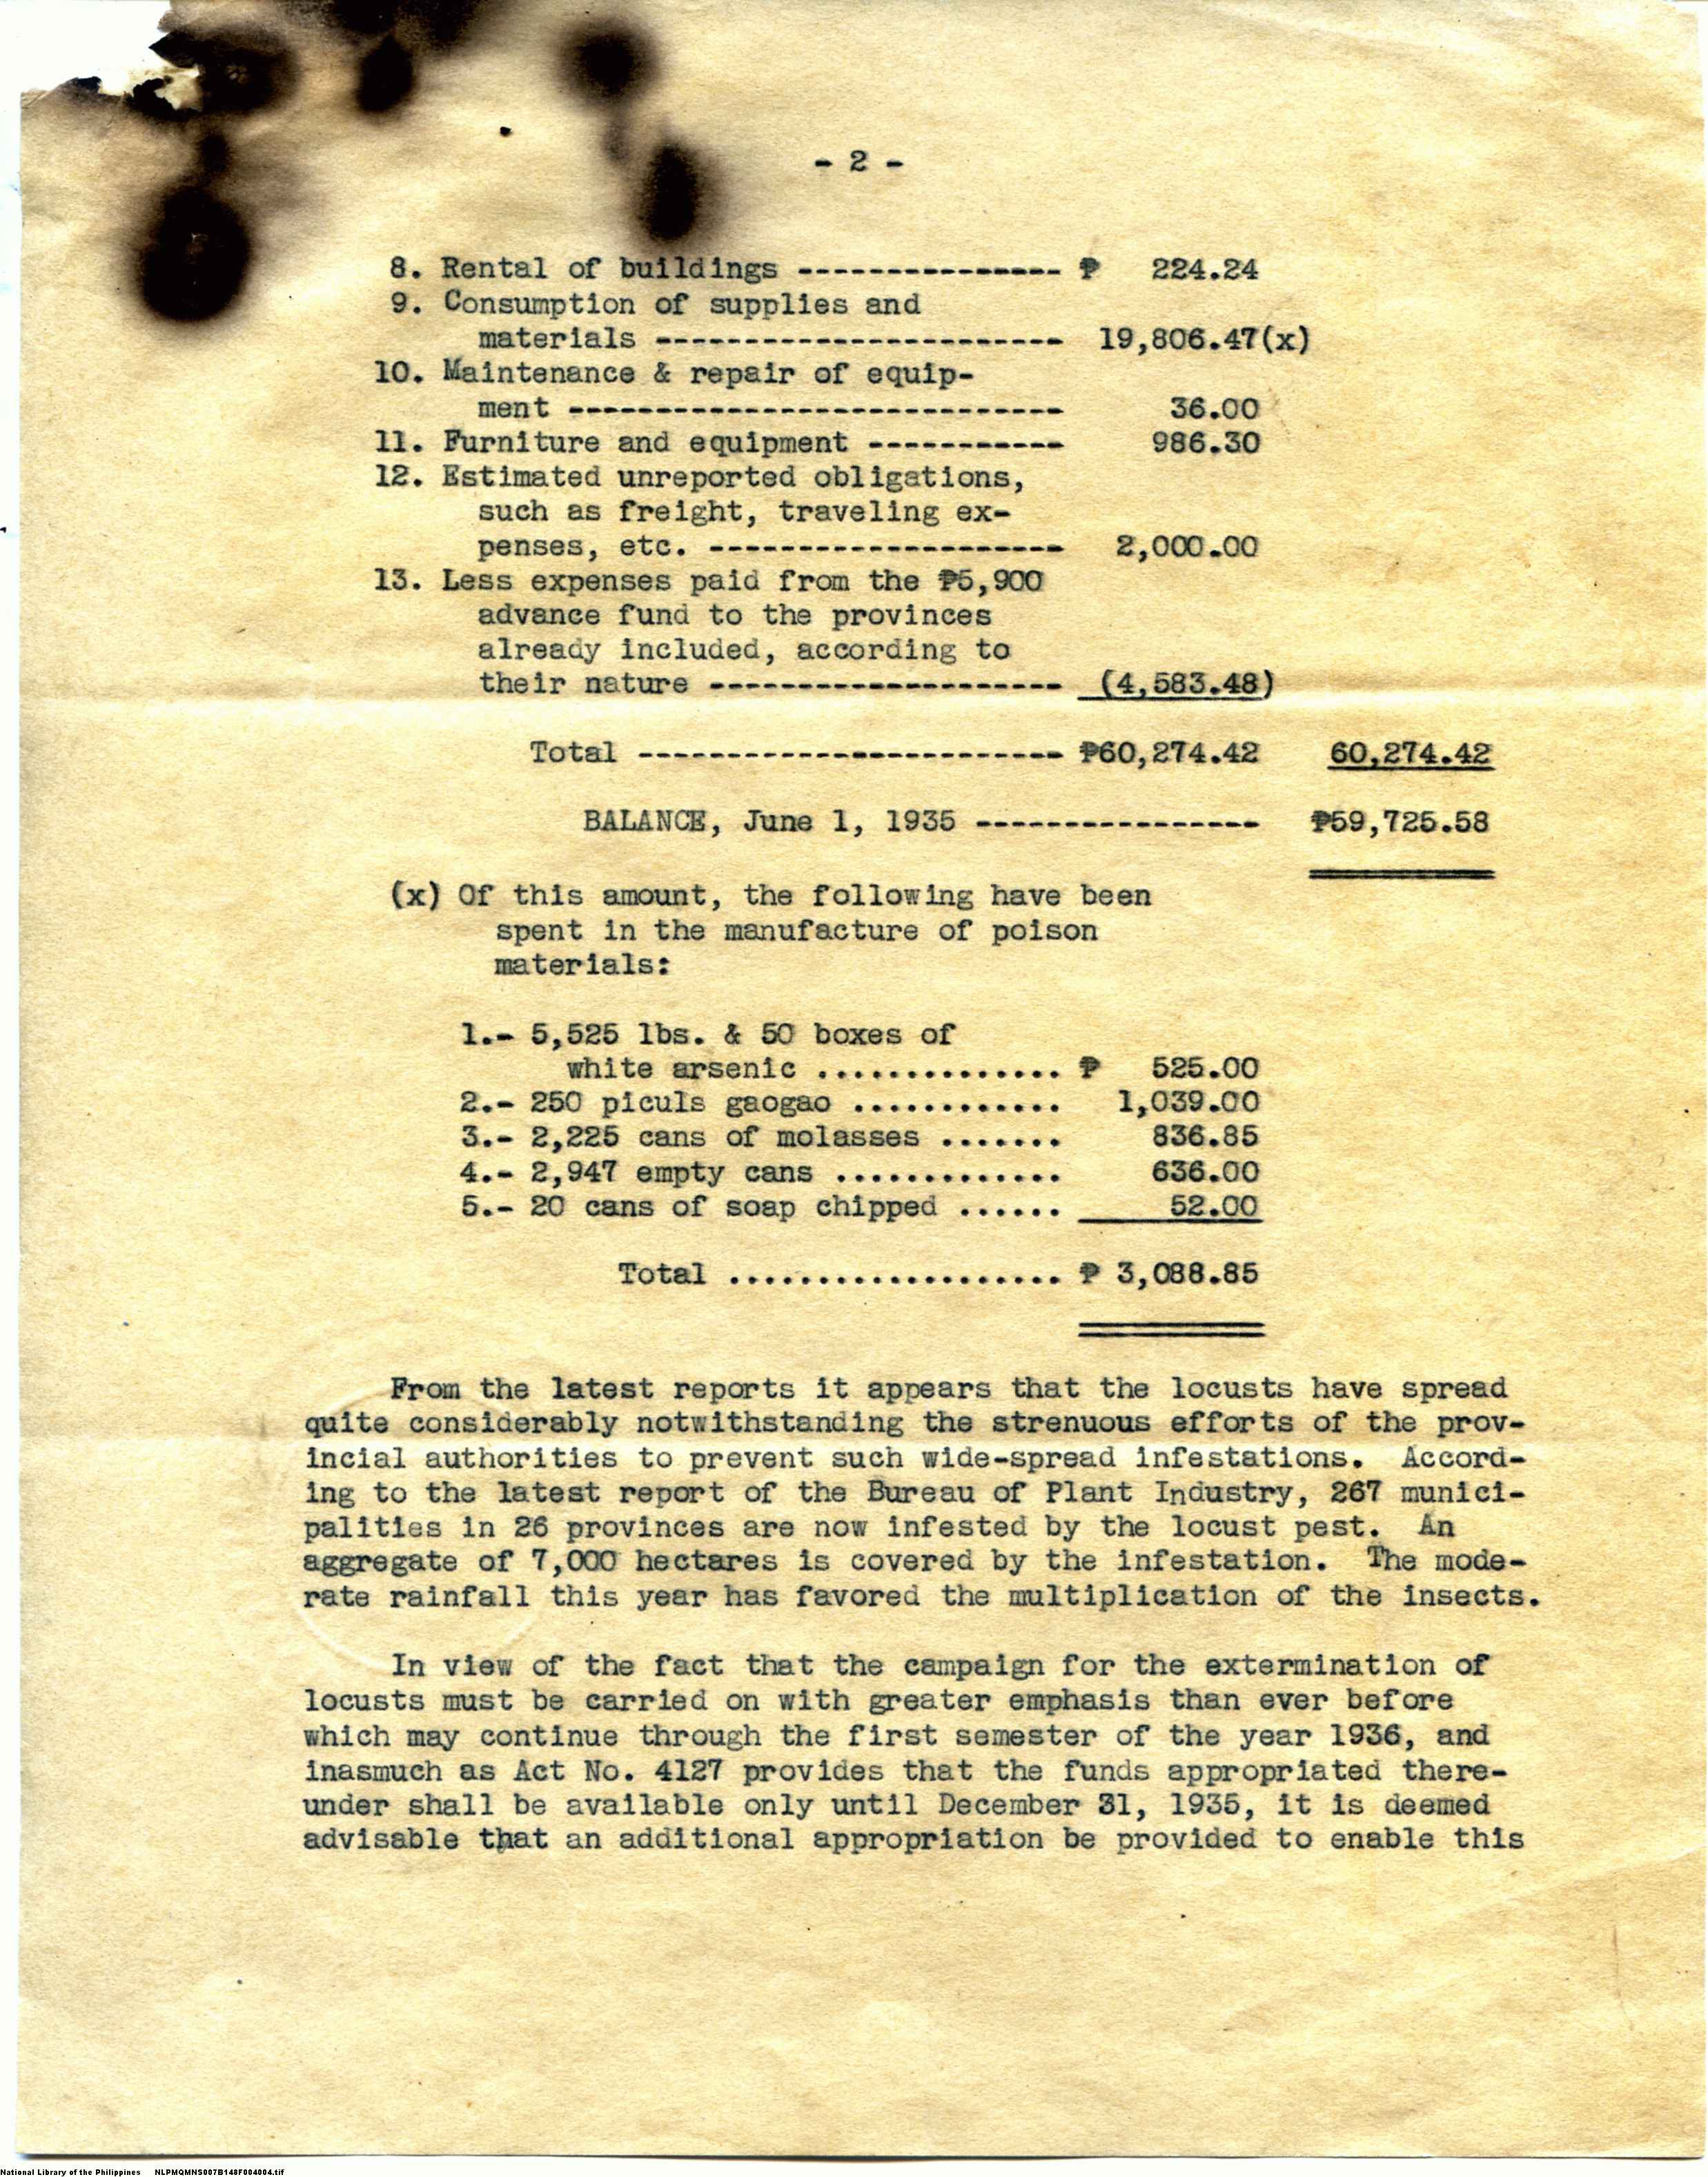 - 2 -
8. Rental of buildings --------------- ₱ 224.24
9. Consumption of supplies and
materials ----------------------- 19,806.47(x)
10. Maintenance & repair of equip-
ment ---------------------------- 36.00
11. Furniture and equipment ----------- 986.30
12. Estimated unreported obligations,
such as freight, traveling ex-
penses, etc. -------------------- 2,000.00
13. Less expenses paid from the ₱5,900
advance fund to the provinces
already included, according to
their nature -------------------- (4,583.48)
Total ------------------------ ₱60,274.42 60,274.42
BALANCE, June 1, 1935 ---------------- ₱59,725.58
(x) Of this amount, the following have been
spent in the manufacture of poison
materials:
1.- 5,525 lbs. & 50 boxes of
white arsenic .............. ₱ 525.00
2.- 250 piculs gaogao ............ 1,039.00
3.- 2,225 cans of molasses ....... 836.85
4.- 2,947 empty cans ............. 636.00
5.- 20 cans of soap chipped ...... 52.00
Total ................... ₱ 3,088.85
From the latest reports it appears that the locusts have spread
quite considerably notwithstanding the strenuous efforts of the prov-
incial authorities to prevent such wide-spread infestations. Accord-
ing to the latest report of the Bureau of Plant Industry, 267 munici-
palities in 26 provinces are now infested by the locust pest. An
aggregate of 7,000 hectares is covered by the infestation. The mode-
rate rainfall this year has favored the multiplication of the insects.
In view of the fact that the campaign for the extermination of
locusts must be carried on with greater emphasis than ever before
which may continue through the first semester of the year 1936, and
inasmuch as Act No. 4127 provides that the funds appropriated there-
under shall be available only until December 31, 1935, it is deemed
advisable that an additional appropriation be provided to enable this
National Library of the Philippines NLPMQMNS007B148F004004.tif